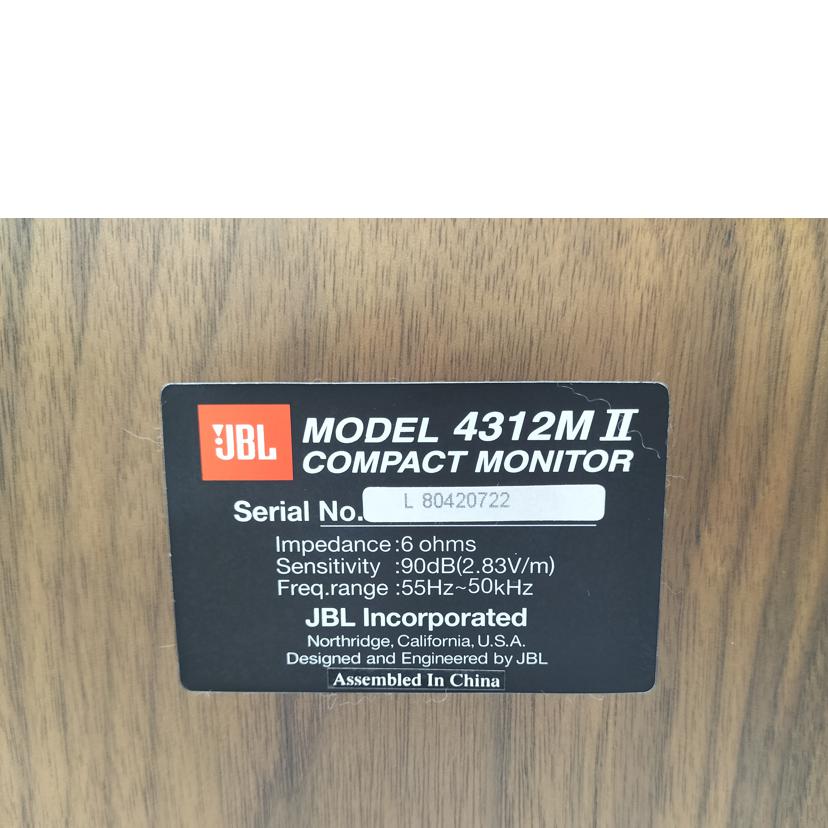 JBL
MODEL 4312M II
COMPACT MONITOR
Serial No. L 80420722
Impedance:6 ohms
Sensitivity :90dB(2.83V/m)
Freq.range :55Hz~50kHz
JBL Incorporated
Northridge, California, U.S.A.
Designed and Engineered by JBL
Assembled In China